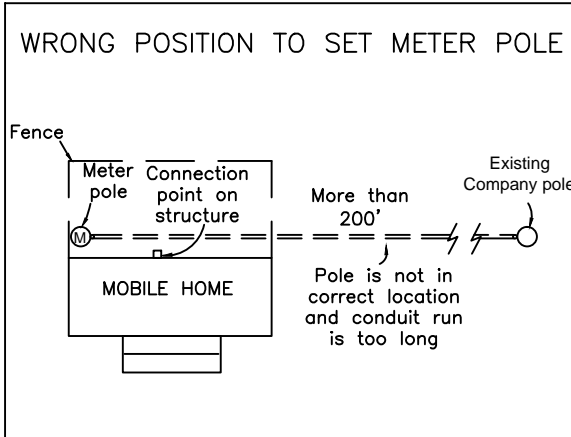 WRONG POSITION TO SET METER POLE
Fence
Meter
pole
Connection
point on
structure
More than
200'
Existing
Company pole
M
MOBILE HOME
Pole is not in
correct location
and conduit run
is too long